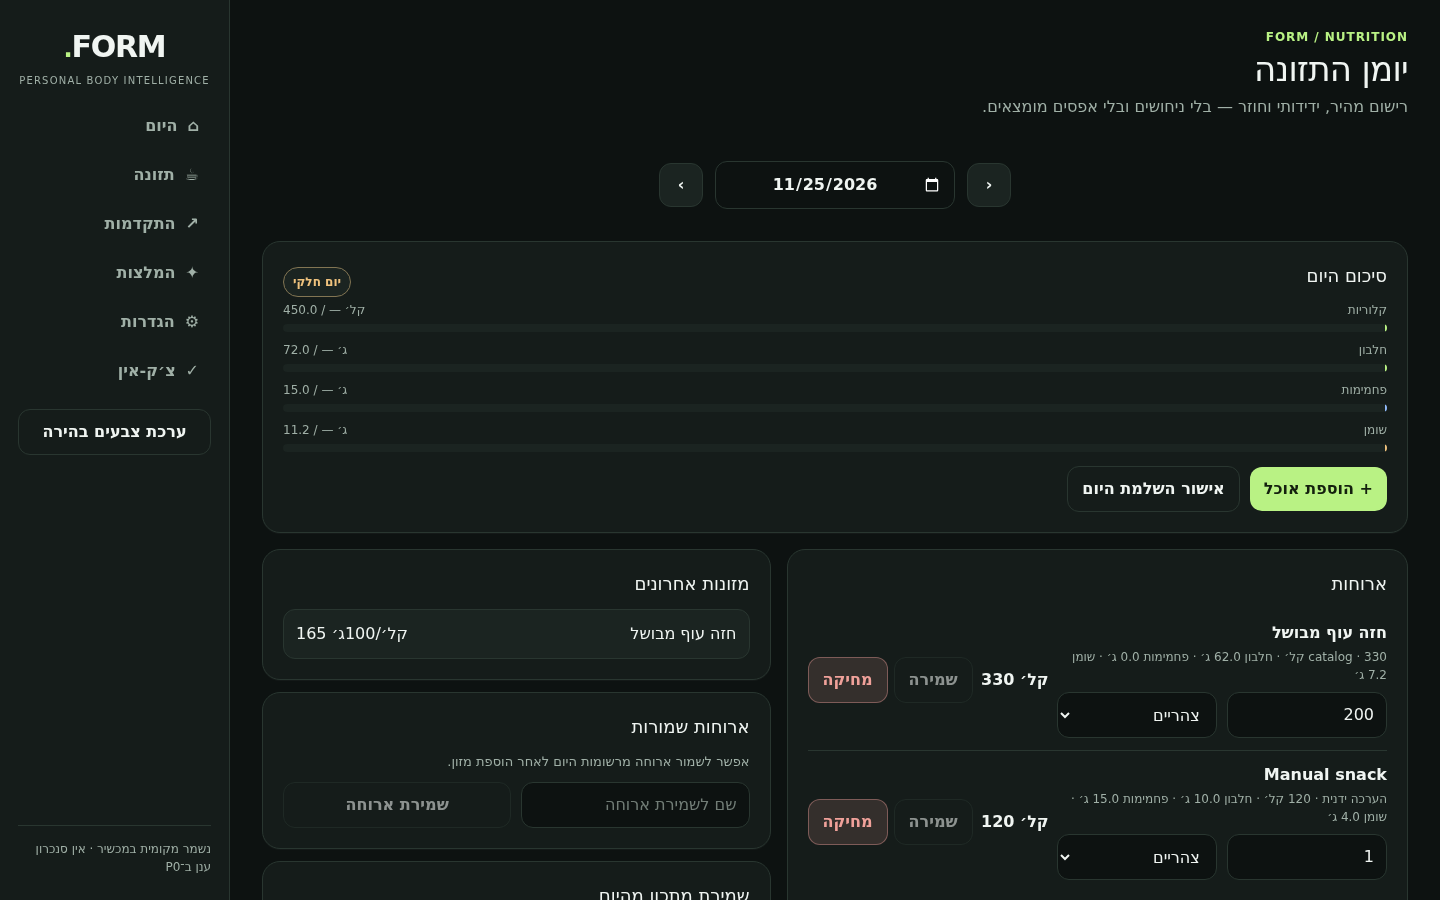 FORM.
PERSONAL BODY INTELLIGENCE
היום
תזונה
התקדמות
המלצות
הגדרות
צ׳ק-אין
ערכת צבעים בהירה
נשמר מקומית במכשיר · אין סנכרון
ענן ב־P0
FORM / NUTRITION
יומן התזונה
רישום מהיר, ידידותי וחוזר — בלי ניחושים ובלי אפסים מומצאים.
11/25/2026
סיכום היום
יום חלקי
קלוריות
450.0 / — קל׳
חלבון
72.0 / — ג׳
פחמימות
15.0 / — ג׳
שומן
11.2 / — ג׳
+ הוספת אוכל
אישור השלמת היום
ארוחות
חזה עוף מבושל
catalog · 330 קל׳ · חלבון 62.0 ג׳ · פחמימות 0.0 ג׳ · שומן
7.2 ג׳
200
צהריים
330 קל׳
שמירה
מחיקה
Manual snack
הערכה ידנית · 120 קל׳ · חלבון 10.0 ג׳ · פחמימות 15.0 ג׳ ·
שומן 4.0 ג׳
1
צהריים
120 קל׳
שמירה
מחיקה
מזונות אחרונים
חזה עוף מבושל
165 קל׳/100ג׳
ארוחות שמורות
אפשר לשמור ארוחה מרשומות היום לאחר הוספת מזון.
שם לשמירת ארוחה
שמירת ארוחה
שמירת מתכון מהיום